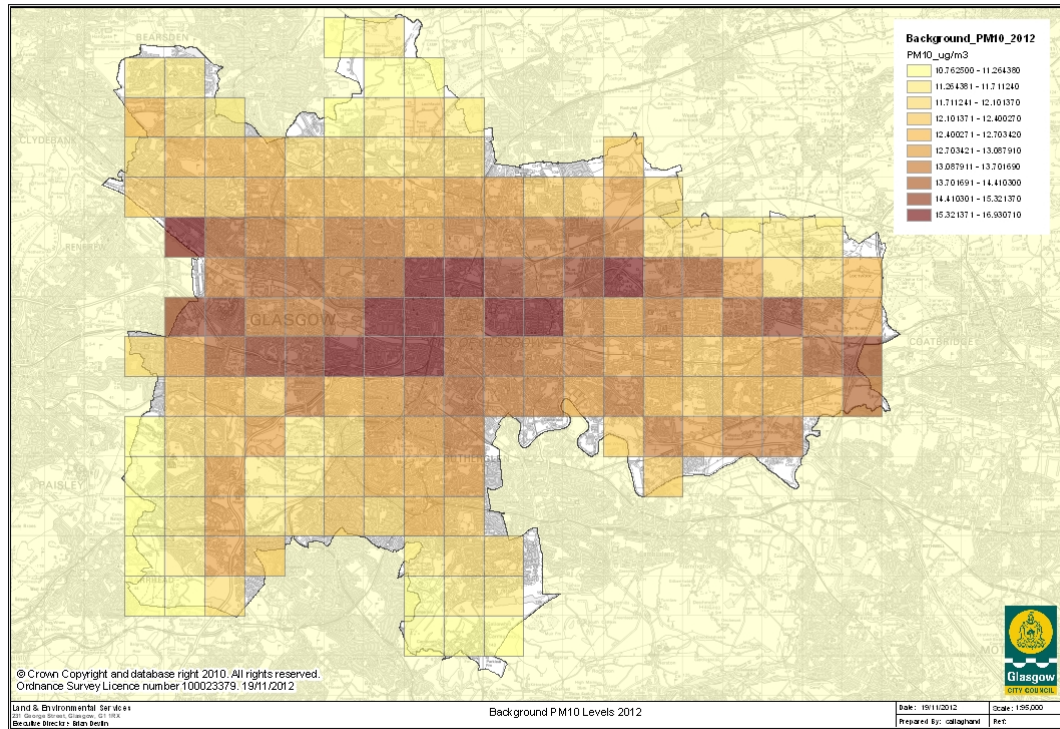 BEARSDEN
Background_PM10_2012
PM10_ug/m3
10.762500 - 11.264380
11.264381 - 11.711240
11.711241 - 12.101370
12.101371 - 12.400270
12.400271 - 12.703420
12.703421 - 13.087910
13.087911 - 13.701690
13.701691 - 14.410300
14.410301 - 15.321370
15.321371 - 16.930710
CLYDEBANK
RENFREW
GLASGOW
COATBRIDGE
PAISLEY
© Crown Copyright and database right 2010. All rights reserved.
Ordnance Survey Licence number 100023379. 19/11/2012
Glasgow
CITY COUNCIL
Land & Environmental Services
231 George Street, Glasgow, G1 1RX
Executive Director: Brian Devlin
Background PM10 Levels 2012
Date: 19/11/2012
Scale: 1:95,000
Prepared By: callaghand
Ref: